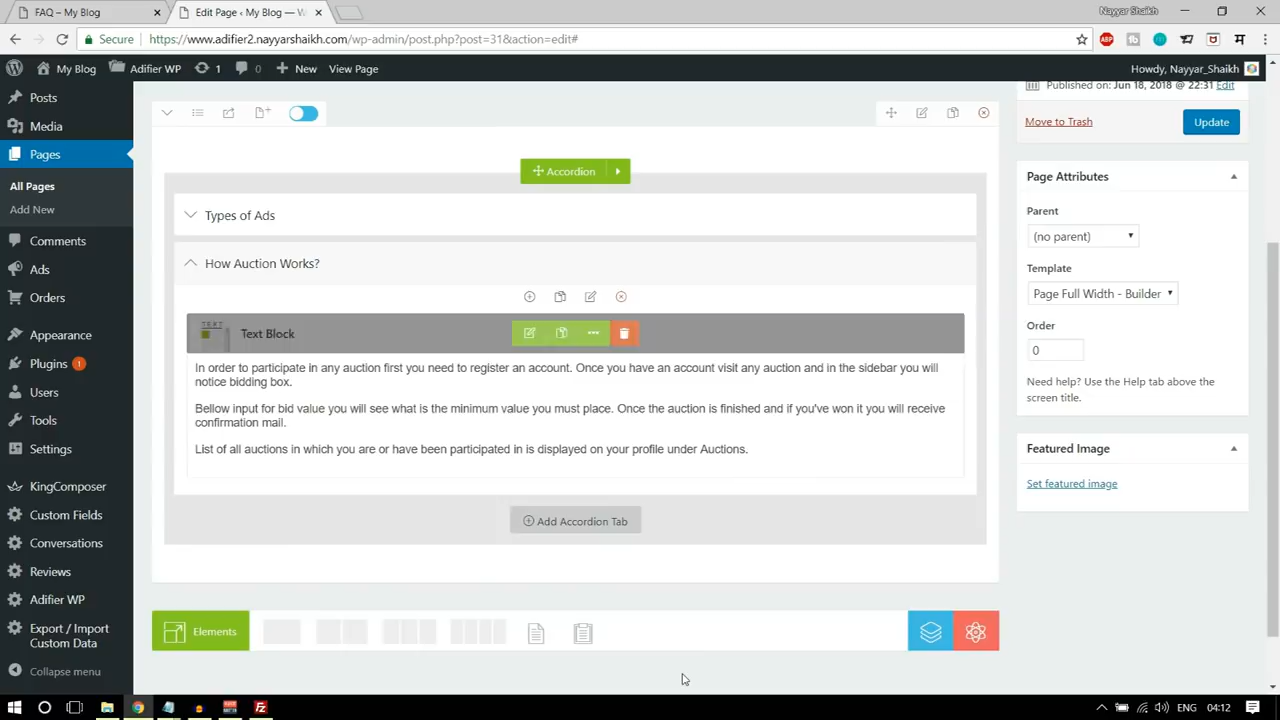 FAQ – My Blog
Edit Page ‹ My Blog — W
Nayyar Shaikh
Secure
https://www.adifier2.nayyarshaikh.com/wp-admin/post.php?post=31&action=edit#
ABP
My Blog
Adifier WP
1
0
New
View Page
Howdy, Nayyar_Shaikh
Posts
Media
Pages
All Pages
Add New
Comments
Ads
Orders
Appearance
Plugins 1
Users
Tools
Settings
KingComposer
Custom Fields
Conversations
Reviews
Adifier WP
Export / Import
Custom Data
Collapse menu
Accordion
Types of Ads
How Auction Works?
TEXT
Text Block
In order to participate in any auction first you need to register an account. Once you have an account visit any auction and in the sidebar you will
notice bidding box.
Bellow input for bid value you will see what is the minimum value you must place. Once the auction is finished and if you've won it you will receive
confirmation mail.
List of all auctions in which you are or have been participated in is displayed on your profile under Auctions.
Add Accordion Tab
Elements
Published on: Jun 18, 2018 @ 22:31 Edit
Move to Trash
Update
Page Attributes
Parent
(no parent)
Template
Page Full Width - Builder
Order
0
Need help? Use the Help tab above the
screen title.
Featured Image
Set featured image
ENG
04:12